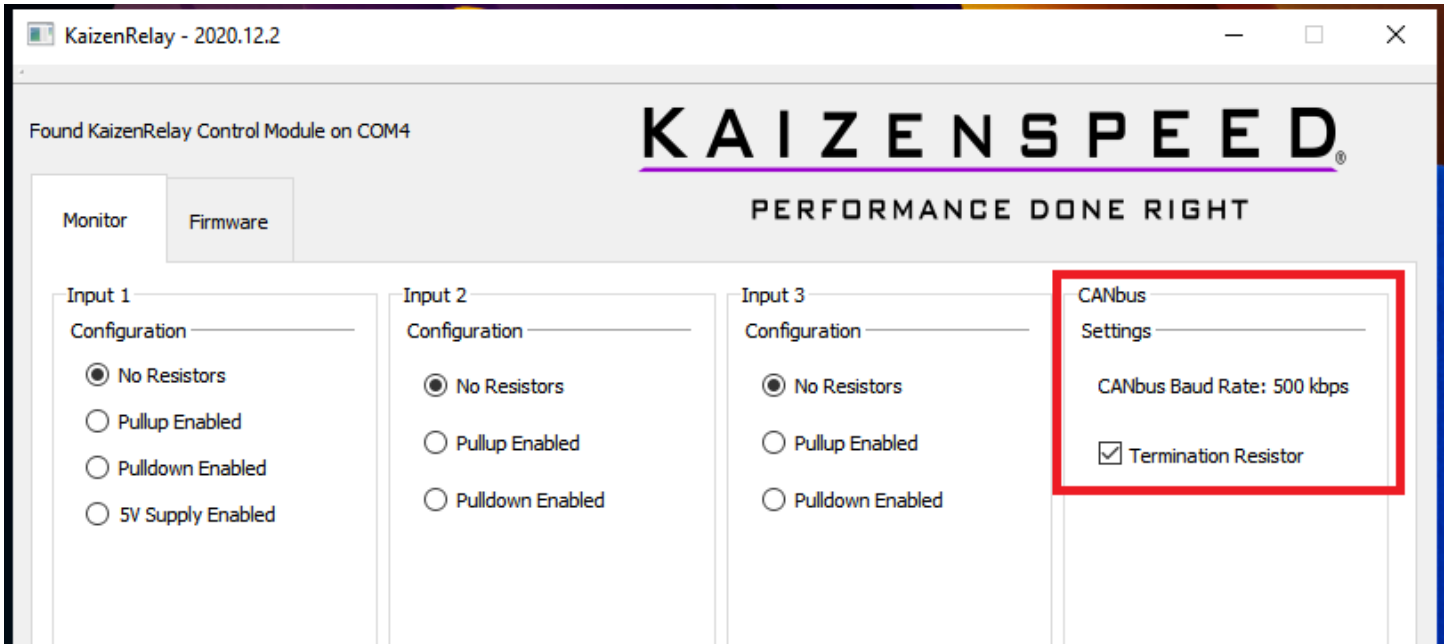 KaizenRelay - 2020.12.2
Found KaizenRelay Control Module on COM4
KAIZENSPEED®
PERFORMANCE DONE RIGHT
Monitor
Firmware
Input 1
Configuration
No Resistors
Pullup Enabled
Pulldown Enabled
5V Supply Enabled
Input 2
Configuration
No Resistors
Pullup Enabled
Pulldown Enabled
Input 3
Configuration
No Resistors
Pullup Enabled
Pulldown Enabled
CANbus
Settings
CANbus Baud Rate: 500 kbps
Termination Resistor